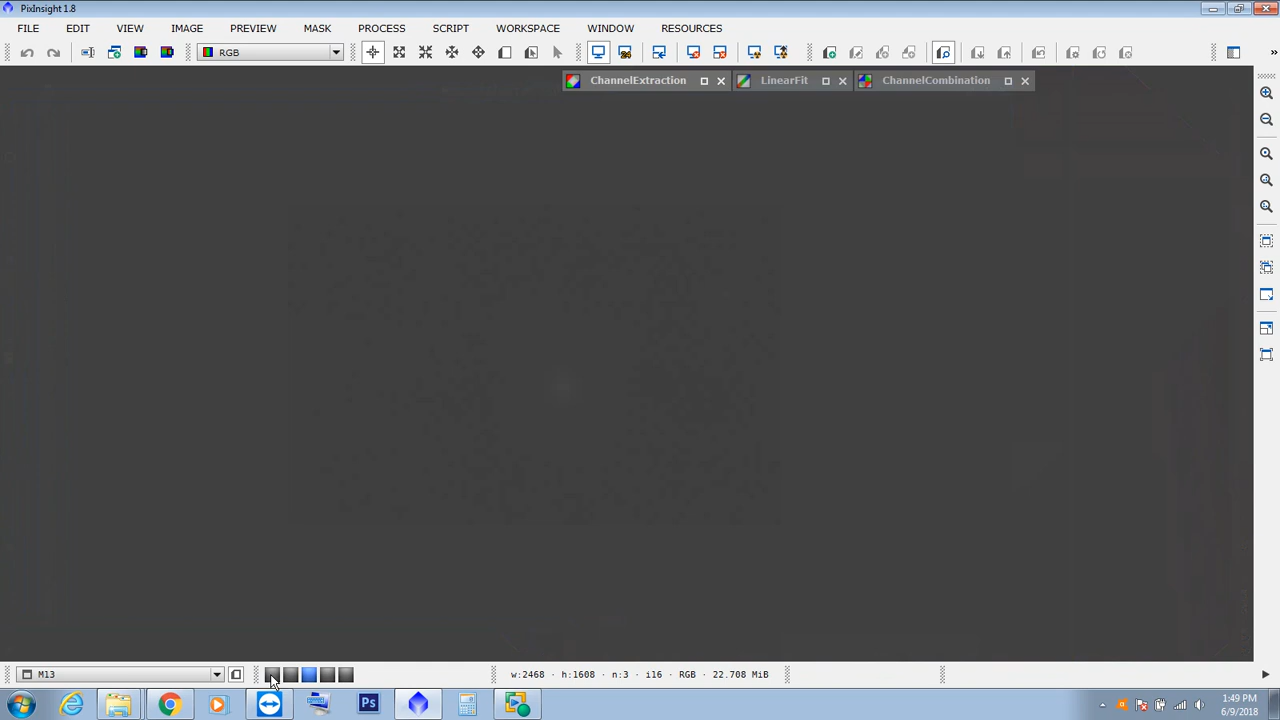 PixInsight 1.8
FILE EDIT VIEW IMAGE PREVIEW MASK PROCESS SCRIPT WORKSPACE WINDOW RESOURCES
RGB
ChannelExtraction LinearFit ChannelCombination
M13
w:2468 · h:1608 · n:3 · i16 · RGB · 22.708 MiB
Ps
1:49 PM
6/9/2018